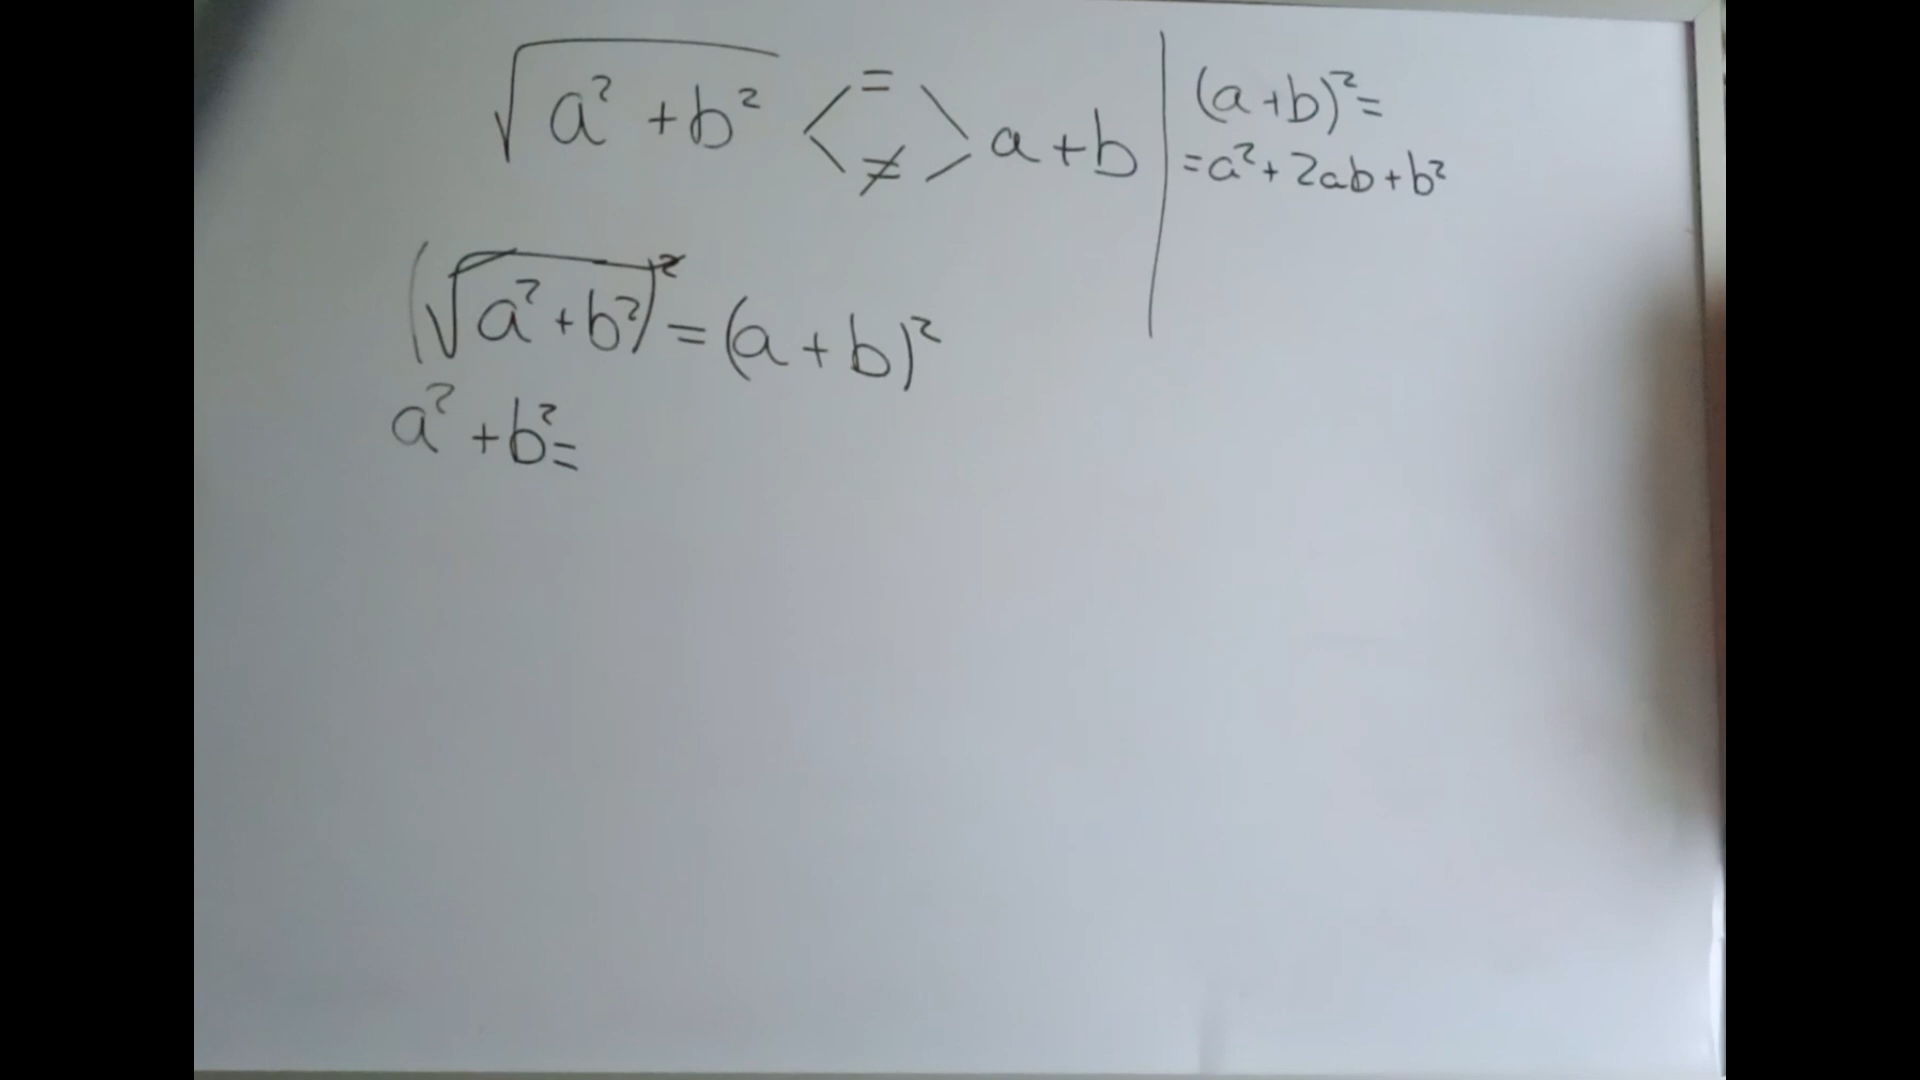 √a² + b² < = ≠ > a + b
(a + b)² =
= a² + 2ab + b²
(√a² + b²)² = (a + b)²
a² + b² =